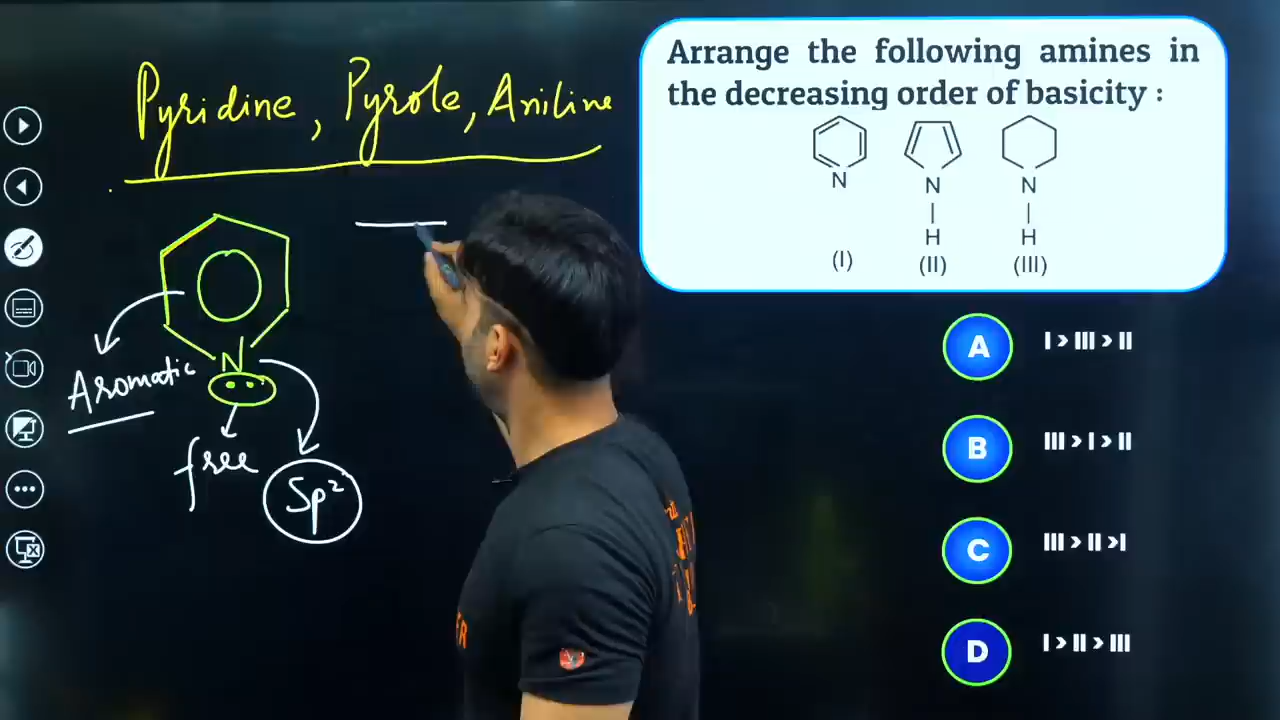 Pyridine, Pyrole, Aniline
N
Aromatic
free
Sp²
Arrange the following amines in
the decreasing order of basicity :
N N N
H H
(I) (II) (III)
A I > III > II
B III > I > II
C III > II > I
D I > II > III